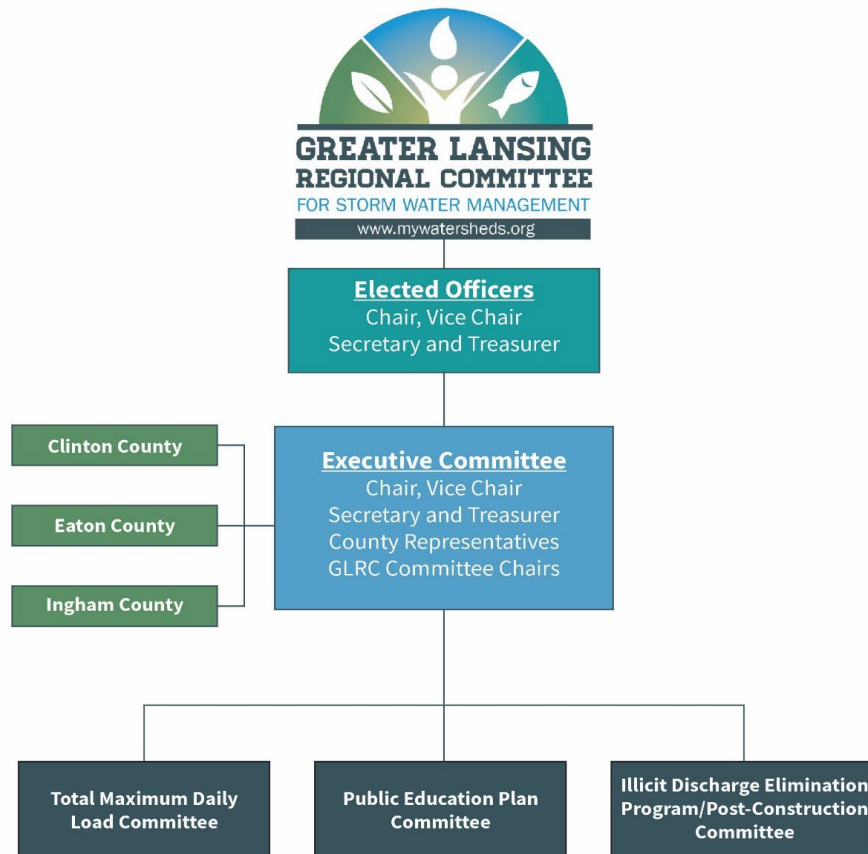 GREATER LANSING
REGIONAL COMMITTEE
FOR STORM WATER MANAGEMENT
www.mywatersheds.org
Elected Officers
Chair, Vice Chair
Secretary and Treasurer
Clinton County
Eaton County
Ingham County
Executive Committee
Chair, Vice Chair
Secretary and Treasurer
County Representatives
GLRC Committee Chairs
Total Maximum Daily
Load Committee
Public Education Plan
Committee
Illicit Discharge Elimination
Program/Post-Construction
Committee